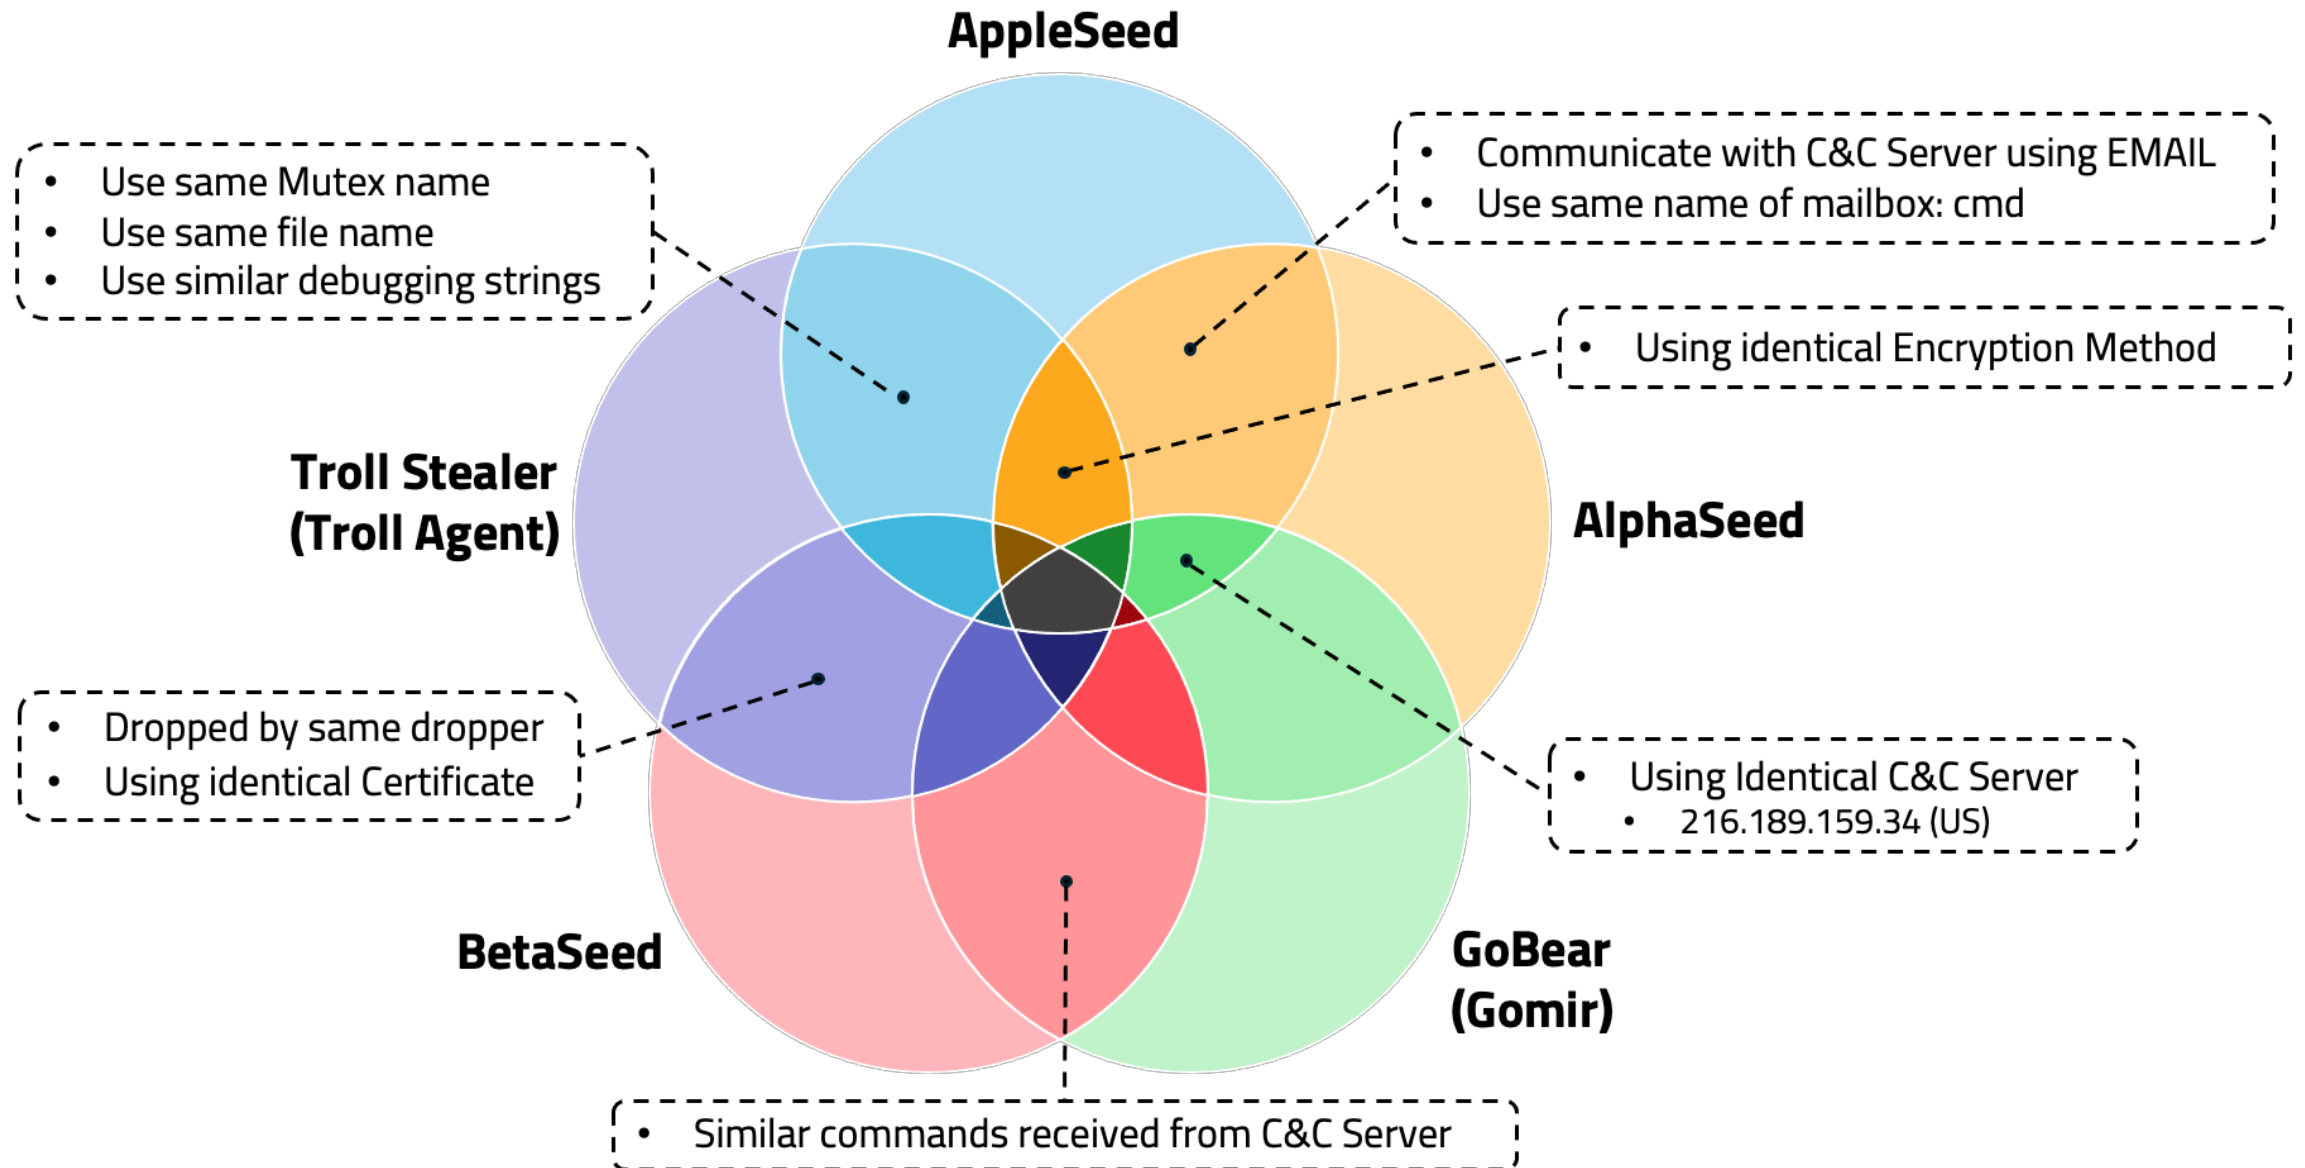 AppleSeed
• Use same Mutex name
• Use same file name
• Use similar debugging strings
• Communicate with C&C Server using EMAIL
• Use same name of mailbox: cmd
• Using identical Encryption Method
Troll Stealer
(Troll Agent)
AlphaSeed
• Dropped by same dropper
• Using identical Certificate
• Using Identical C&C Server
• 216.189.159.34 (US)
BetaSeed
GoBear
(Gomir)
• Similar commands received from C&C Server